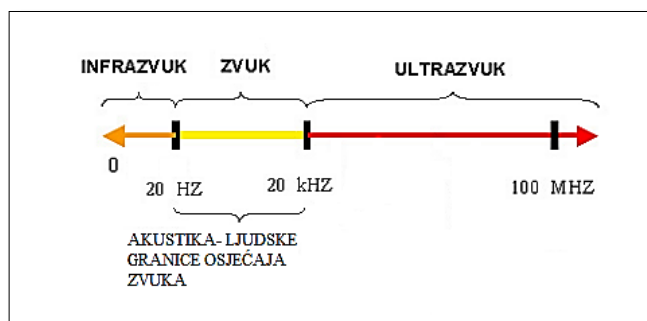 INFRAZVUK ZVUK ULTRAZVUK
0
20 HZ 20 kHZ 100 MHZ
AKUSTIKA- LJUDSKE
GRANICE OSJEĆAJA
ZVUKA